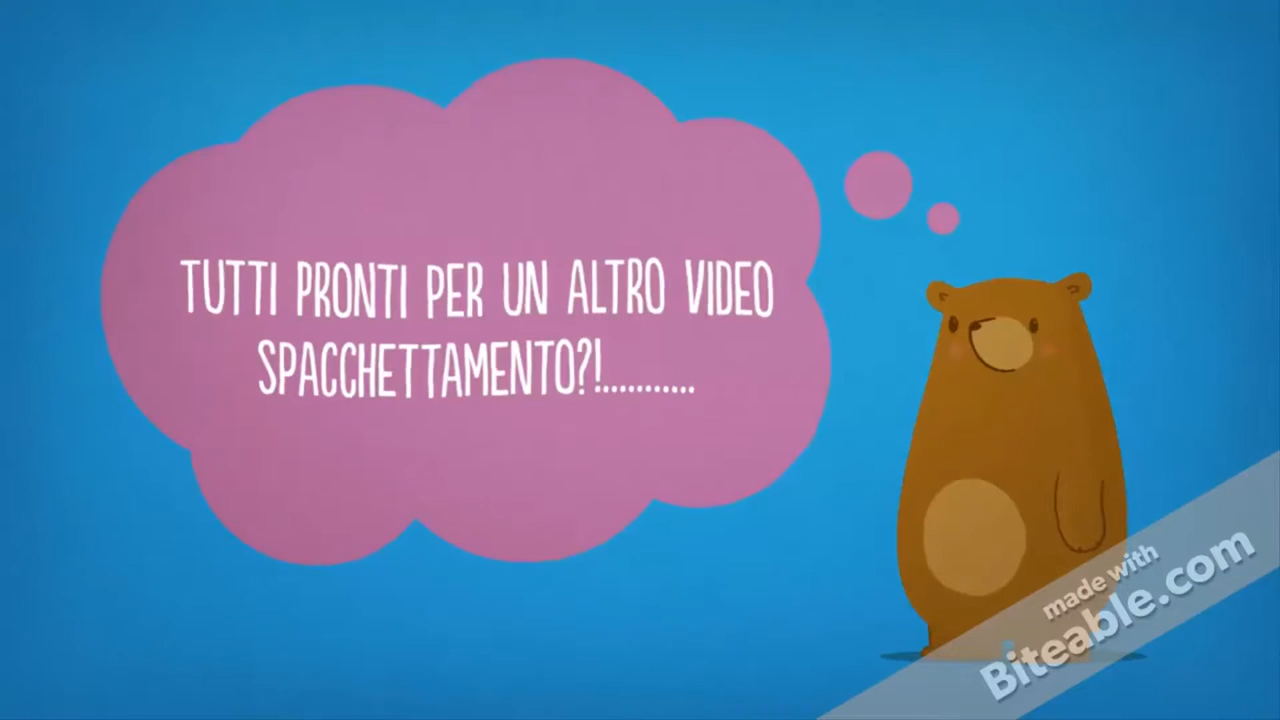 TUTTI PRONTI PER UN ALTRO VIDEO
SPACCHETTAMENTO?!...........
made with
Biteable.com